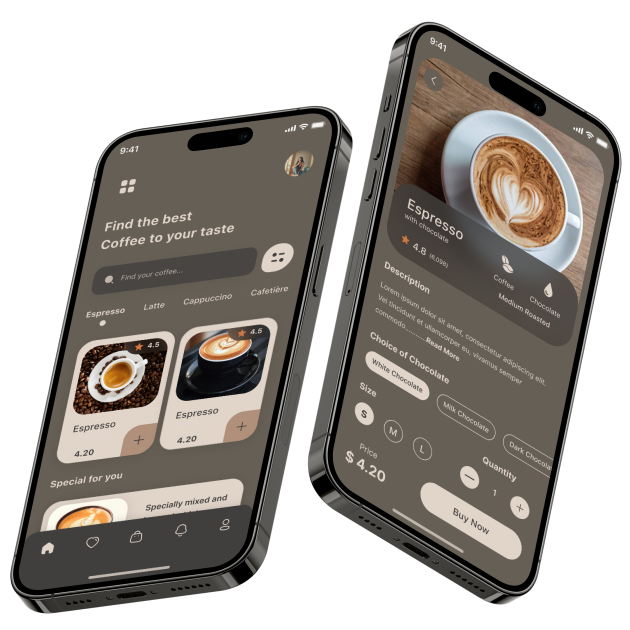 9:41
Find the best
Coffee to your taste
Find your coffee...
Espresso Latte Cappuccino Cafetière
4.5
4.5
Espresso
4.20
+
Espresso
4.20
+
Special for you
Specially mixed and
9:41
Espresso
with chocolate
4.8 (6,098)
Coffee
Chocolate
Medium Roasted
Description
Lorem ipsum dolor sit amet, consectetur adipiscing elit.
Vel tincidunt et ullamcorper eu, vivamus semper
commodo..........Read More
Choice of Chocolate
White Chocolate
Milk Chocolate
Dark Chocola
Size
S
M
L
Quantity
1
+
Price
$ 4.20
Buy Now